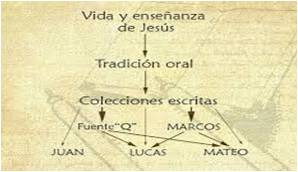 Vida y enseñanza
de Jesús
Tradición oral
Colecciones escritas
Fuente"Q" MARCOS
JUAN LUCAS MATEO